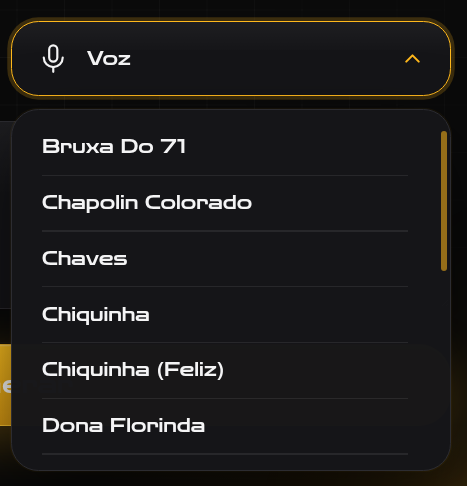 Voz
Bruxa Do 71
Chapolin Colorado
Chaves
Chiquinha
Chiquinha (Feliz)
Dona Florinda